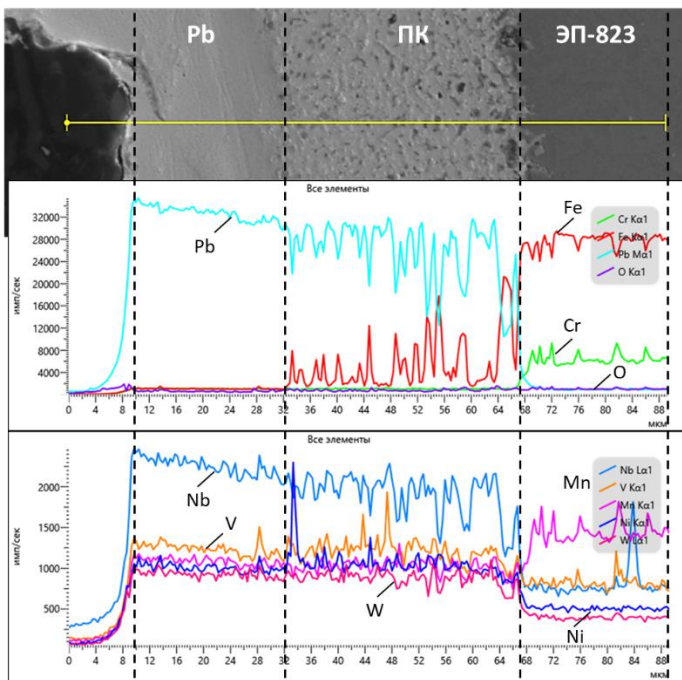 Pb ПК ЭП-823
Все элементы
Fe
Cr Kα1
Fe Kα1
Pb Mα1
O Kα1
Pb
Cr
O
имп/сек
32000
28000
24000
20000
16000
12000
8000
4000
0 4 8 12 16 20 24 28 32 36 40 44 48 52 56 60 64 68 72 76 80 84 88
мкм
Все элементы
Nb Lα1
V Kα1
Mn Kα1
Ni Kα1
W Lα1
Mn
Nb
V
W
Ni
имп/сек
2000
1500
1000
500
0 4 8 12 16 20 24 28 32 36 40 44 48 52 56 60 64 68 72 76 80 84 88
мкм